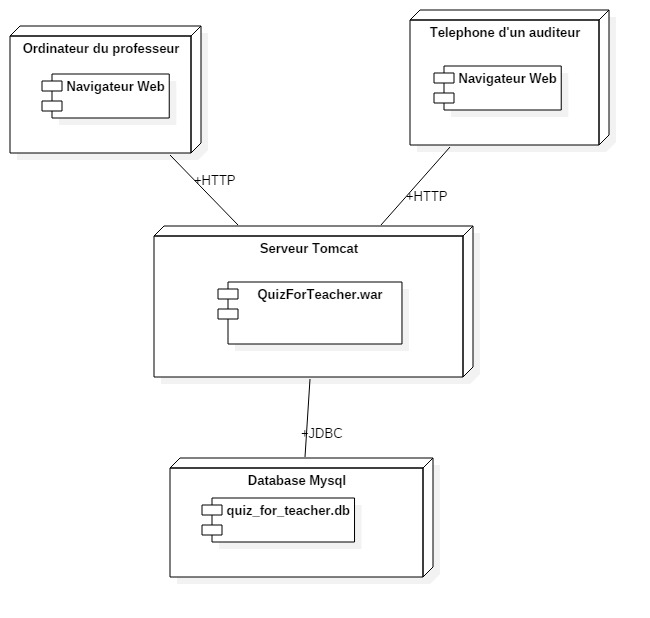 Ordinateur du professeur
Navigateur Web
Telephone d'un auditeur
Navigateur Web
+HTTP
+HTTP
Serveur Tomcat
QuizForTeacher.war
+JDBC
Database Mysql
quiz_for_teacher.db